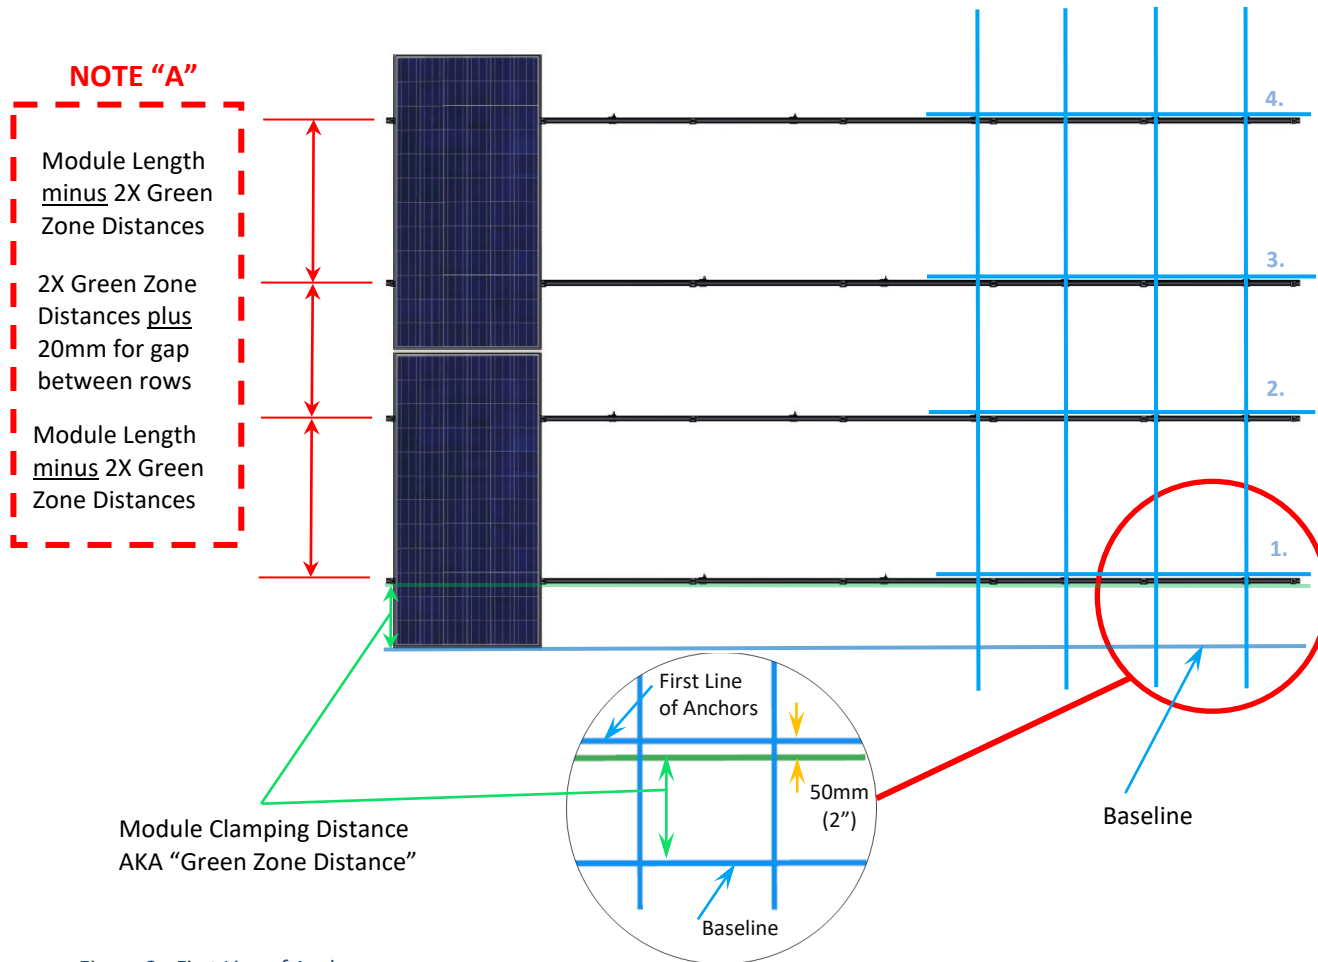 NOTE “A”
Module Length
minus 2X Green
Zone Distances
2X Green Zone
Distances plus
20mm for gap
between rows
Module Length
minus 2X Green
Zone Distances
4.
3.
2.
1.
First Line
of Anchors
50mm
(2”)
Baseline
Baseline
Module Clamping Distance
AKA “Green Zone Distance”